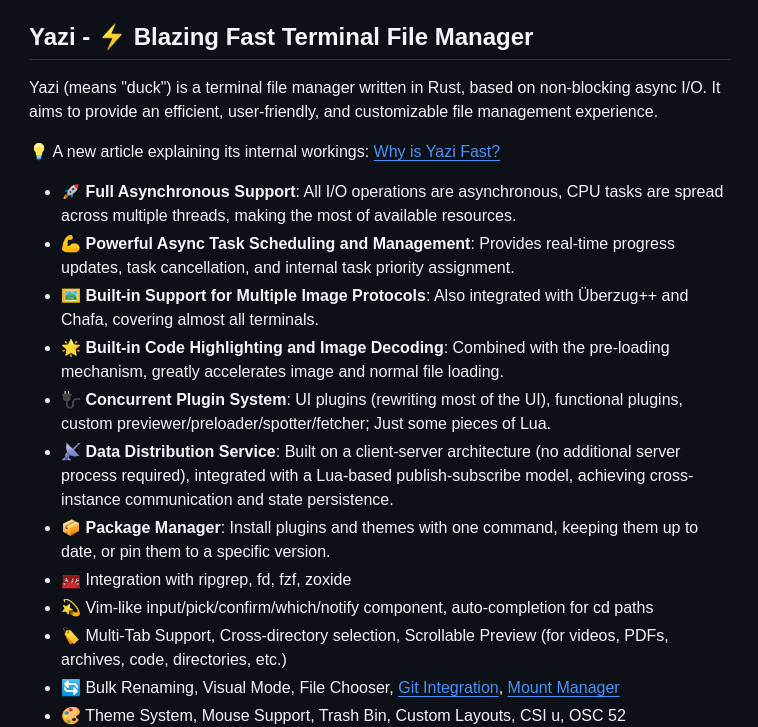 Yazi - ⚡ Blazing Fast Terminal File Manager
Yazi (means "duck") is a terminal file manager written in Rust, based on non-blocking async I/O. It
aims to provide an efficient, user-friendly, and customizable file management experience.
💡 A new article explaining its internal workings: Why is Yazi Fast?
• 🚀 Full Asynchronous Support: All I/O operations are asynchronous, CPU tasks are spread
across multiple threads, making the most of available resources.
• 💪 Powerful Async Task Scheduling and Management: Provides real-time progress
updates, task cancellation, and internal task priority assignment.
• 🖼️ Built-in Support for Multiple Image Protocols: Also integrated with Überzug++ and
Chafa, covering almost all terminals.
• 🌟 Built-in Code Highlighting and Image Decoding: Combined with the pre-loading
mechanism, greatly accelerates image and normal file loading.
• 🔌 Concurrent Plugin System: UI plugins (rewriting most of the UI), functional plugins,
custom previewer/preloader/spotter/fetcher; Just some pieces of Lua.
• 📡 Data Distribution Service: Built on a client-server architecture (no additional server
process required), integrated with a Lua-based publish-subscribe model, achieving cross-
instance communication and state persistence.
• 📦 Package Manager: Install plugins and themes with one command, keeping them up to
date, or pin them to a specific version.
• 🧰 Integration with ripgrep, fd, fzf, zoxide
• 💫 Vim-like input/pick/confirm/which/notify component, auto-completion for cd paths
• 🏷️ Multi-Tab Support, Cross-directory selection, Scrollable Preview (for videos, PDFs,
archives, code, directories, etc.)
• 🔄 Bulk Renaming, Visual Mode, File Chooser, Git Integration, Mount Manager
• 🎨 Theme System, Mouse Support, Trash Bin, Custom Layouts, CSI u, OSC 52